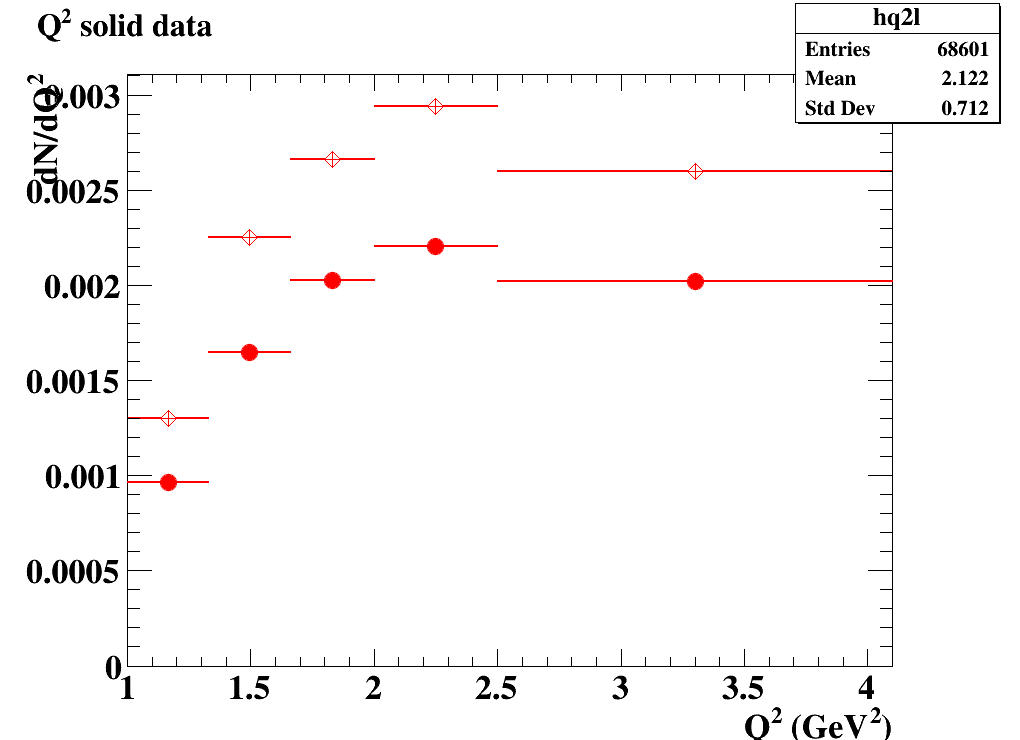 Q² solid data
hq2l
Entries 68601
Mean 2.122
Std Dev 0.712
dN/dQ²
0.003
0.0025
0.002
0.0015
0.001
0.0005
0
1 1.5 2 2.5 3 3.5 4
Q² (GeV²)